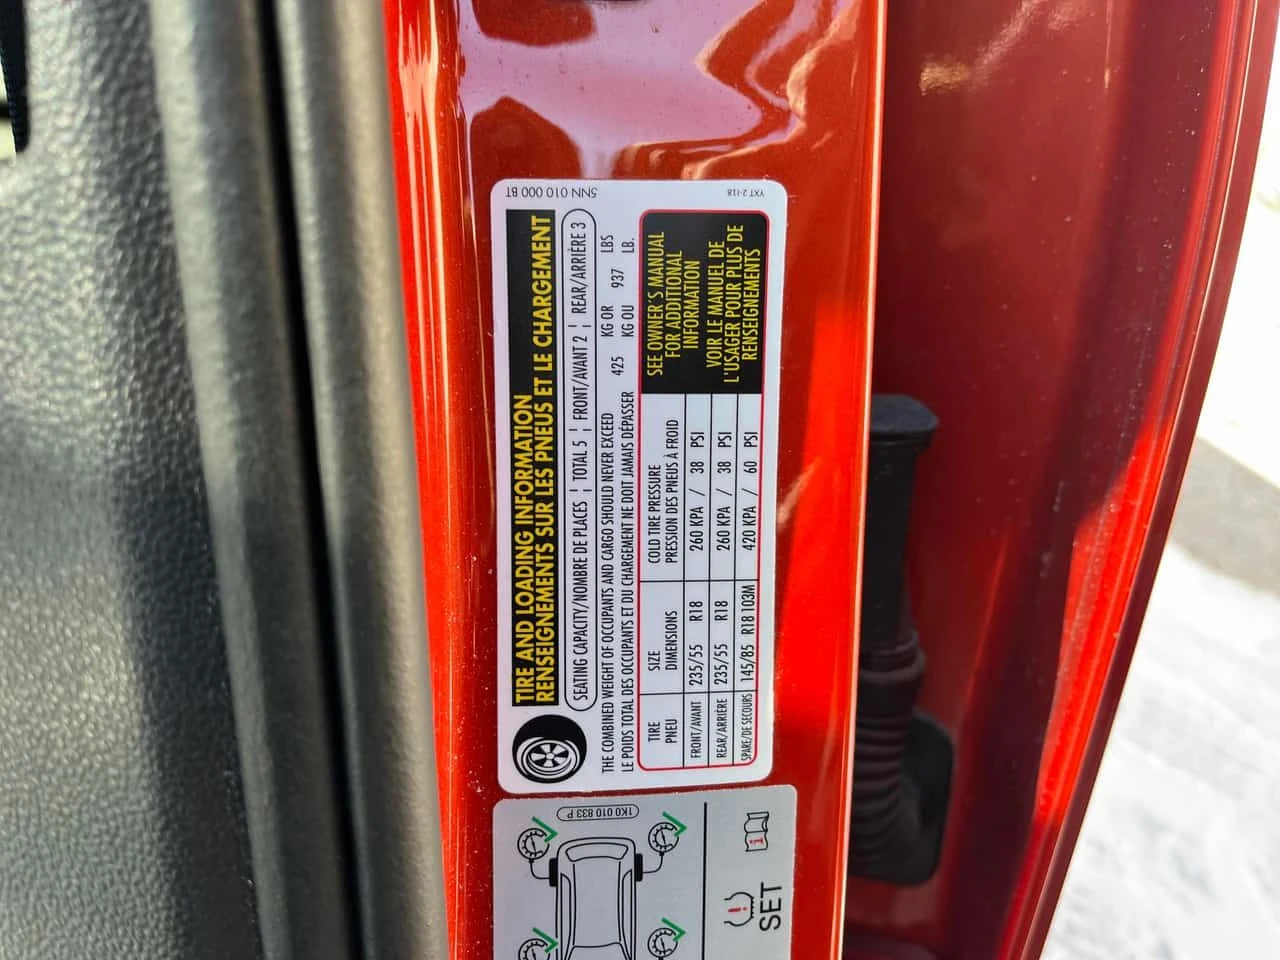 5NN 010 000 BT
YXT 2-I18
TIRE AND LOADING INFORMATION
RENSEIGNEMENTS SUR LES PNEUS ET LE CHARGEMENT
SEATING CAPACITY/NOMBRE DE PLACES ¦ TOTAL 5 ¦ FRONT/AVANT 2 ¦ REAR/ARRIÈRE 3
THE COMBINED WEIGHT OF OCCUPANTS AND CARGO SHOULD NEVER EXCEED 425 KG OR 937 LBS
LE POIDS TOTAL DES OCCUPANTS ET DU CHARGEMENT NE DOIT JAMAIS DÉPASSER 425 KG OU 937 LB.
TIRE SIZE COLD TIRE PRESSURE
PNEU DIMENSIONS PRESSION DES PNEUS À FROID
FRONT/AVANT 235/55 R18 260 KPA / 38 PSI
REAR/ARRIÈRE 235/55 R18 260 KPA / 38 PSI
SPARE/DE SECOURS 145/85 R18 103M 420 KPA / 60 PSI
SEE OWNER'S MANUAL
FOR ADDITIONAL
INFORMATION
VOIR LE MANUEL DE
L'USAGER POUR PLUS DE
RENSEIGNEMENTS
1K0 010 833 P
SET